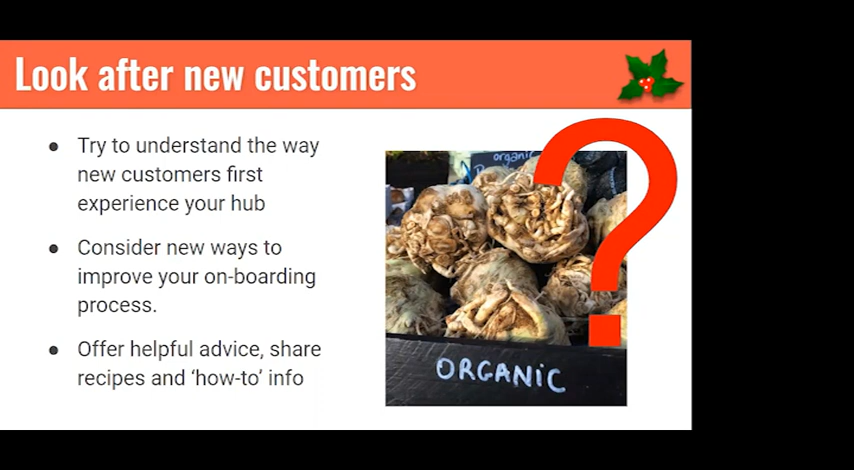 Look after new customers
● Try to understand the way
new customers first
experience your hub
● Consider new ways to
improve your on-boarding
process.
● Offer helpful advice, share
recipes and ‘how-to’ info
organic
?
ORGANiC